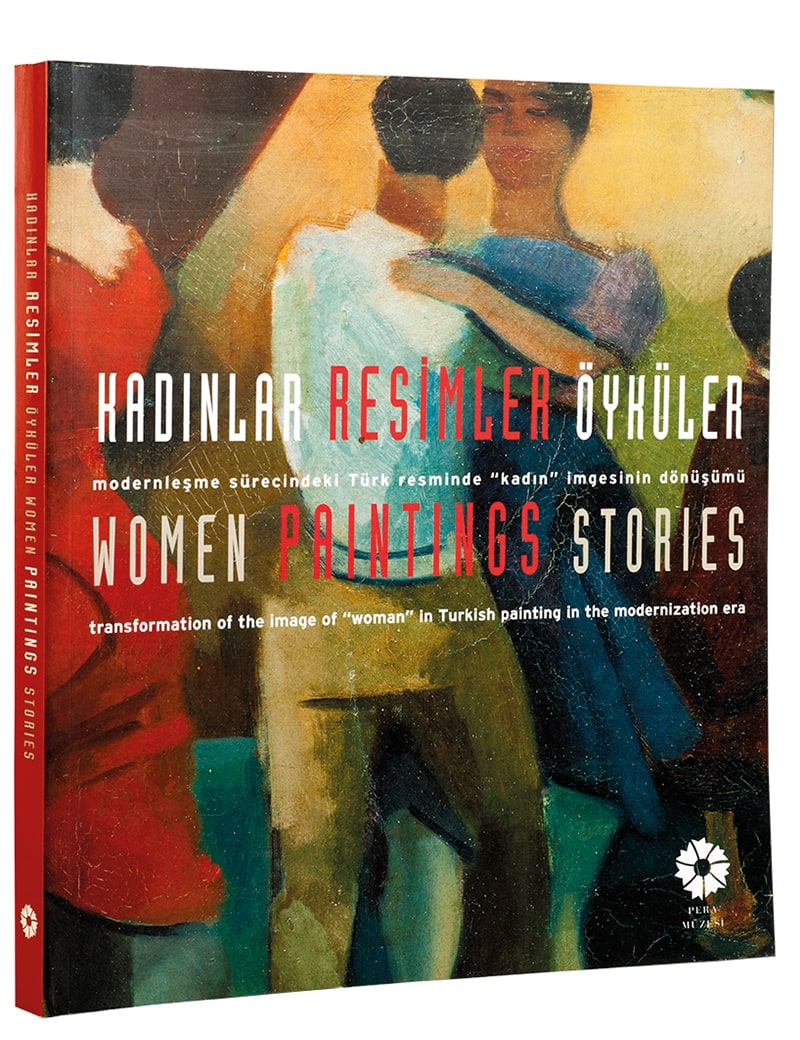 KADINLAR RESİMLER ÖYKÜLER WOMEN PAINTINGS STORIES
KADINLAR RESİMLER ÖYKÜLER
modernleşme sürecindeki Türk resminde “kadın” imgesinin dönüşümü
WOMEN PAINTINGS STORIES
transformation of the image of “woman” in Turkish painting in the modernization era
PERA
MÜZESİ